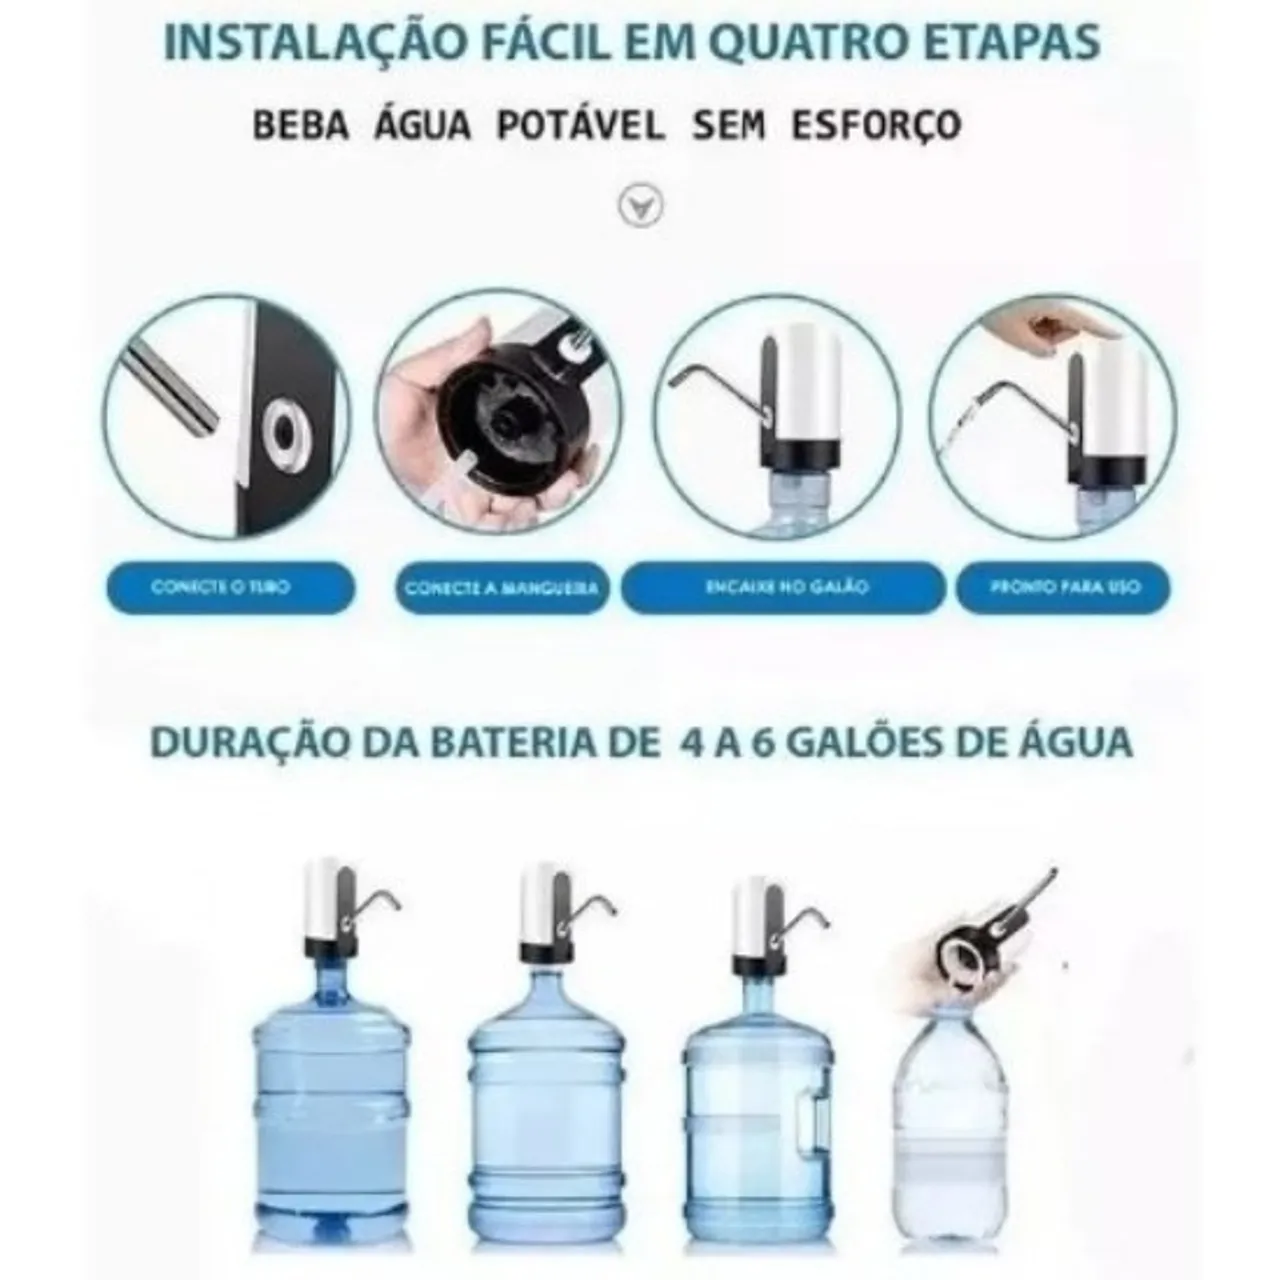 INSTALAÇÃO FÁCIL EM QUATRO ETAPAS
BEBA ÁGUA POTÁVEL SEM ESFORÇO
CONECTE O TUBO
CONECTE A MANGUEIRA
ENCAIXE NO GALÃO
PRONTO PARA USO
DURAÇÃO DA BATERIA DE 4 A 6 GALÕES DE ÁGUA